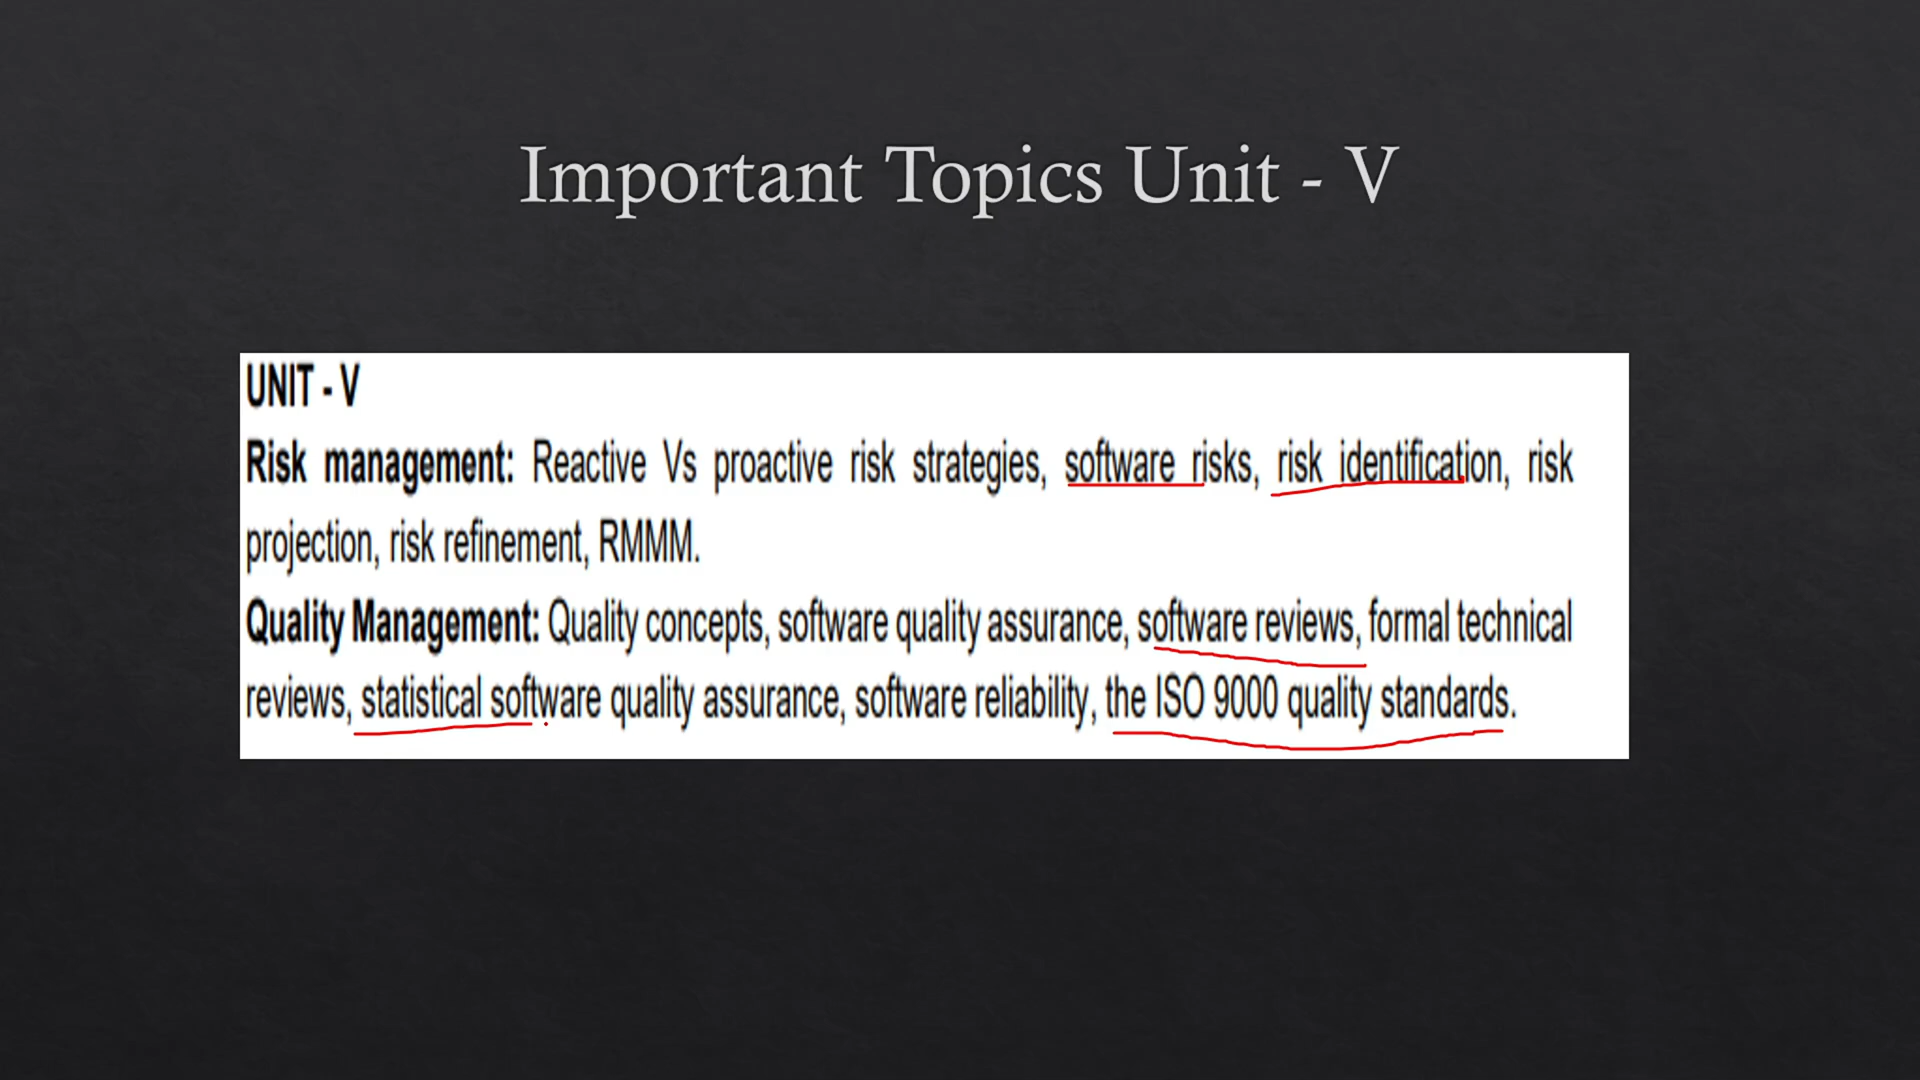 Important Topics Unit - V
UNIT - V
Risk management: Reactive Vs proactive risk strategies, software risks, risk identification, risk
projection, risk refinement, RMMM.
Quality Management: Quality concepts, software quality assurance, software reviews, formal technical
reviews, statistical software quality assurance, software reliability, the ISO 9000 quality standards.